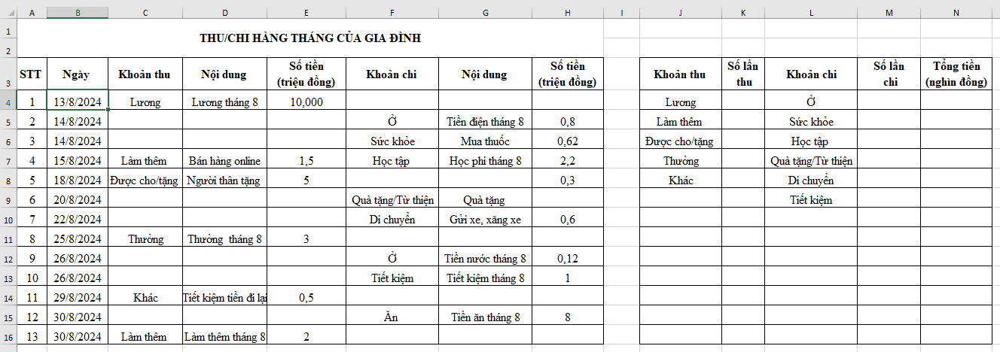 A B C D E F G H I J K L M N
1
THU/CHI HÀNG THÁNG CỦA GIA ĐÌNH
2
3 STT Ngày Khoản thu Nội dung Số tiền (triệu đồng) Khoản chi Nội dung Số tiền (triệu đồng) Khoản thu Số lần thu Khoản chi Số lần chi Tổng tiền (nghìn đồng)
4 1 13/8/2024 Lương Lương tháng 8 10,000 Lương Ở
5 2 14/8/2024 Ở Tiền điện tháng 8 0,8 Làm thêm Sức khỏe
6 3 14/8/2024 Sức khỏe Mua thuốc 0,62 Được cho/tặng Học tập
7 4 15/8/2024 Làm thêm Bán hàng online 1,5 Học tập Học phí tháng 8 2,2 Thưởng Quà tặng/Từ thiện
8 5 18/8/2024 Được cho/tặng Người thân tặng 5 0,3 Khác Di chuyển
9 6 20/8/2024 Quà tặng/Từ thiện Quà tặng Tiết kiệm
10 7 22/8/2024 Di chuyển Gửi xe, xăng xe 0,6
11 8 25/8/2024 Thưởng Thưởng tháng 8 3
12 9 26/8/2024 Ở Tiền nước tháng 8 0,12
13 10 26/8/2024 Tiết kiệm Tiết kiệm tháng 8 1
14 11 29/8/2024 Khác Tiết kiệm tiền đi lại 0,5
15 12 30/8/2024 Ăn Tiền ăn tháng 8 8
16 13 30/8/2024 Làm thêm Làm thêm tháng 8 2